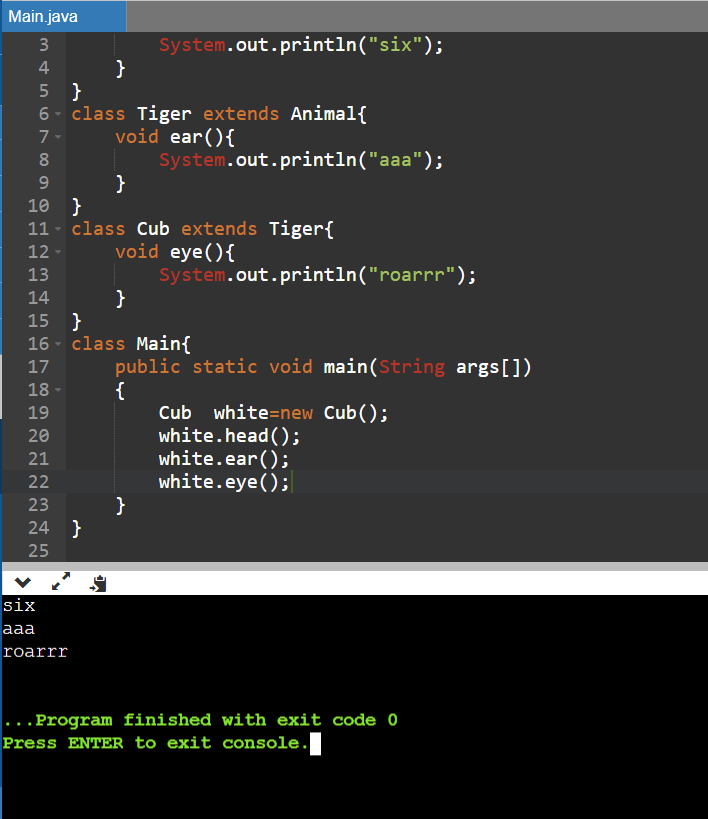 Main.java
3 System.out.println("six");
4 }
5 }
6 class Tiger extends Animal{
7 void ear(){
8 System.out.println("aaa");
9 }
10 }
11 class Cub extends Tiger{
12 void eye(){
13 System.out.println("roarrr");
14 }
15 }
16 class Main{
17 public static void main(String args[])
18 {
19 Cub  white=new Cub();
20 white.head();
21 white.ear();
22 white.eye();
23 }
24 }
25
six
aaa
roarrr
...Program finished with exit code 0
Press ENTER to exit console.